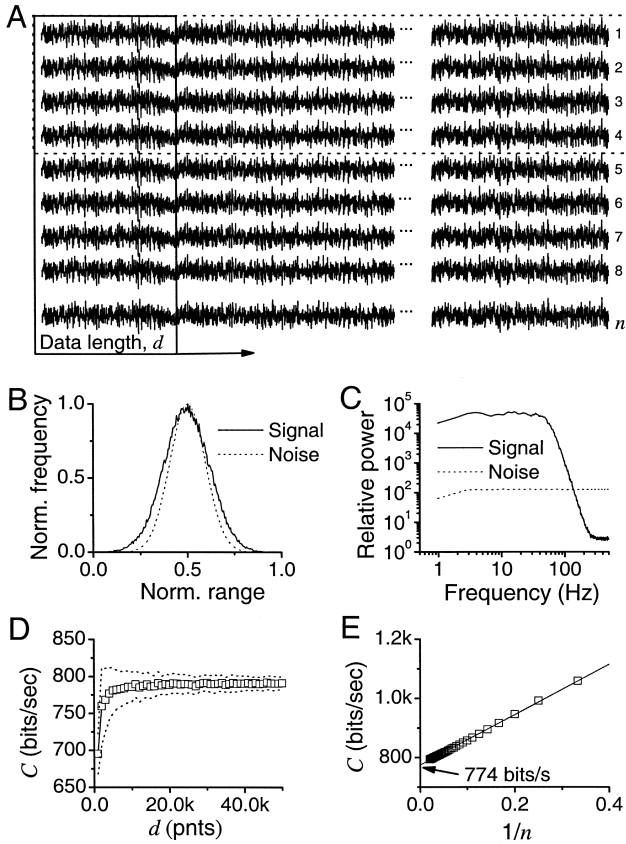 A
... 1
... 2
... 3
... 4
... 5
... 6
... 7
... 8
... n
Data length, d
B
Norm. frequency
1.0
0.5
0.0
0.0 0.5 1.0
Norm. range
Signal
Noise
C
Relative power
10^5
10^4
10^3
10^2
10^1
10^0
1 10 100
Frequency (Hz)
Signal
Noise
D
C (bits/sec)
850
800
750
700
650
0.0 20.0k 40.0k
d (pnts)
E
C (bits/sec)
1.2k
1.0k
800
0.0 0.2 0.4
1/n
774 bits/s